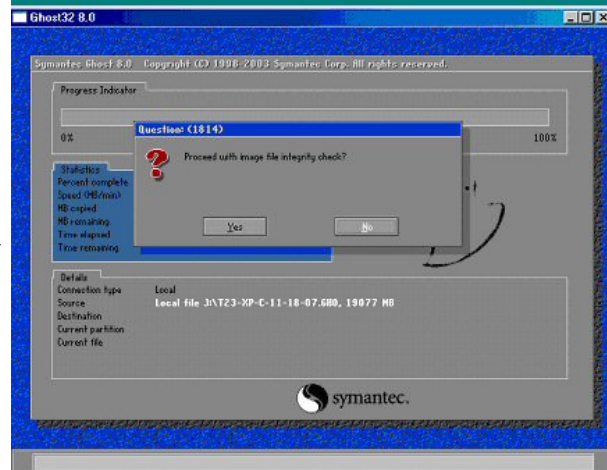 Ghost32 8.0
Symantec Ghost 8.0 Copyright (C) 1998-2003 Symantec Corp. All rights reserved.
Progress Indicator
0% 100%
Question: (1814)
Proceed with image file integrity check?
Yes No
Statistics
Percent complete
Speed (MB/min)
MB copied
MB remaining
Time elapsed
Time remaining
Details
Connection type Local
Source Local file J:\T23-XP-C-11-18-07.GHO, 19077 MB
Destination
Current partition
Current file
symantec.